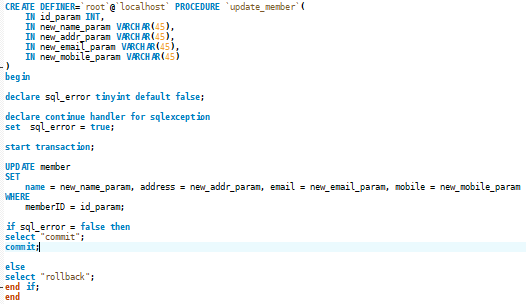 CREATE DEFINER=`root`@`localhost` PROCEDURE `update_member`(
    IN id_param INT,
    IN new_name_param VARCHAR(45),
    IN new_addr_param VARCHAR(45),
    IN new_email_param VARCHAR(45),
    IN new_mobile_param VARCHAR(45)
)
begin
declare sql_error tinyint default false;
declare continue handler for sqlexception
set  sql_error = true;
start transaction;
UPDATE member
SET
    name = new_name_param, address = new_addr_param, email = new_email_param, mobile = new_mobile_param
WHERE
    memberID = id_param;
if sql_error = false then
select "commit";
commit;
else
select "rollback";
end if;
end